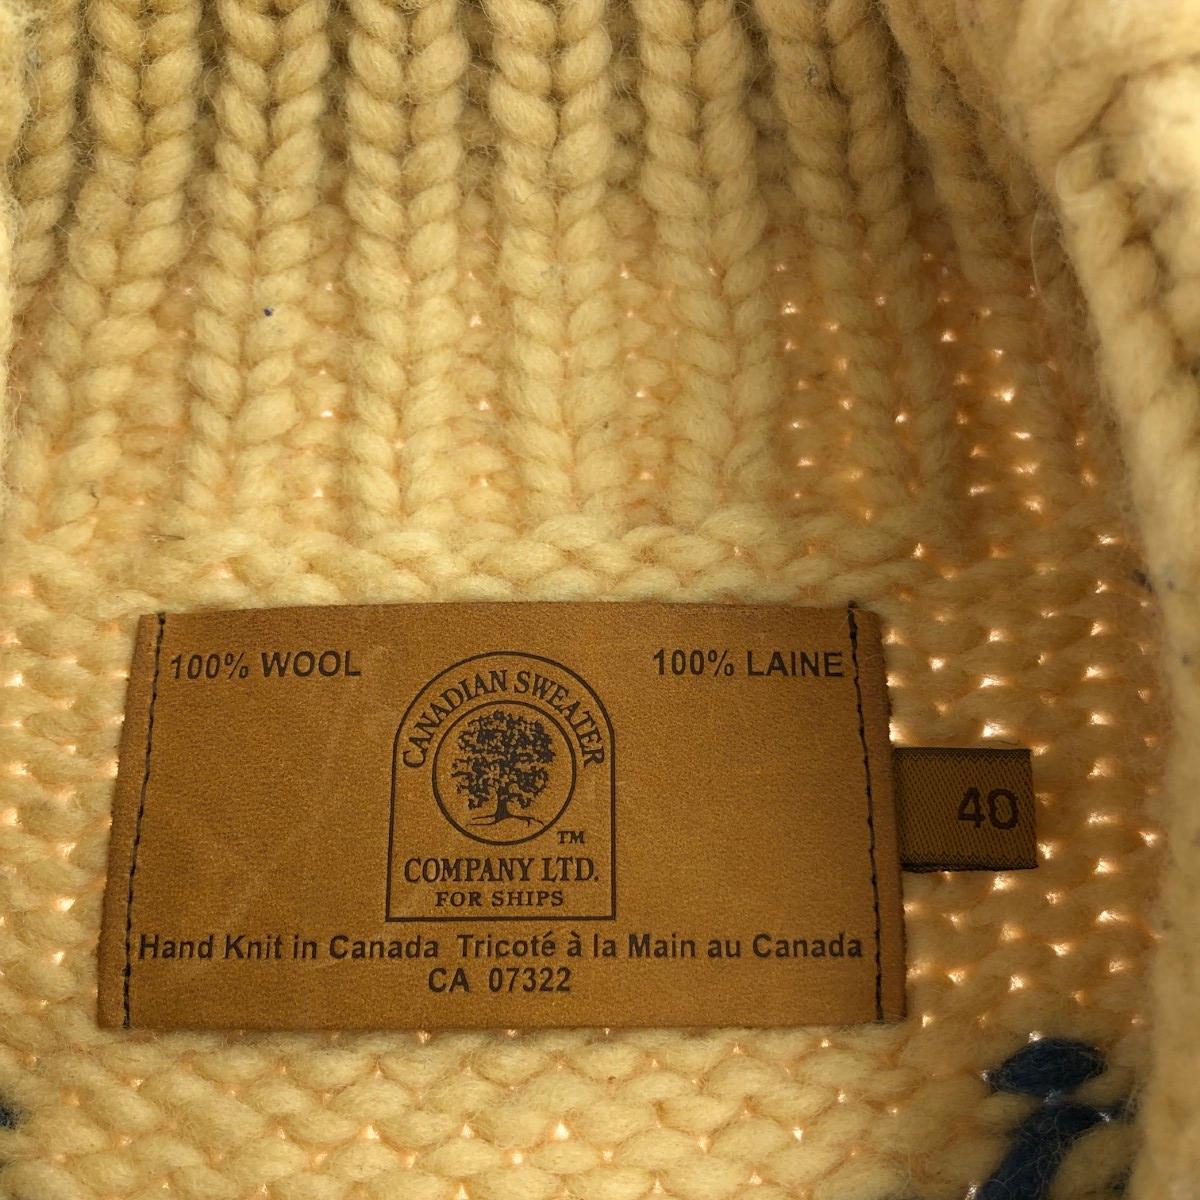 100% WOOL
100% LAINE
CANADIAN SWEATER
TM
COMPANY LTD.
FOR SHIPS
40
Hand Knit in Canada Tricoté à la Main au Canada
CA 07322